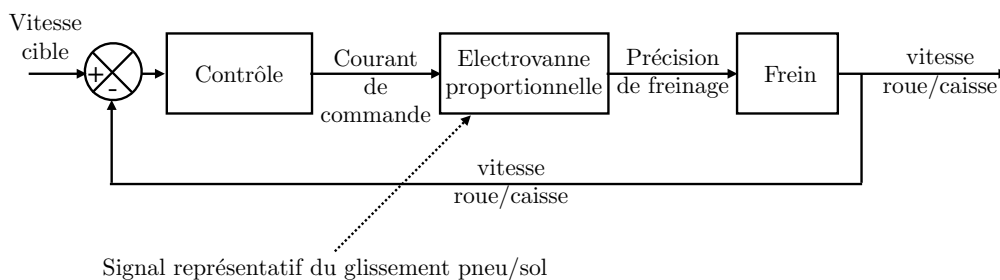 Vitesse
cible
+
-
Contrôle
Courant
de
commande
Electrovanne
proportionnelle
Précision
de freinage
Frein
vitesse
roue/caisse
vitesse
roue/caisse
Signal représentatif du glissement pneu/sol